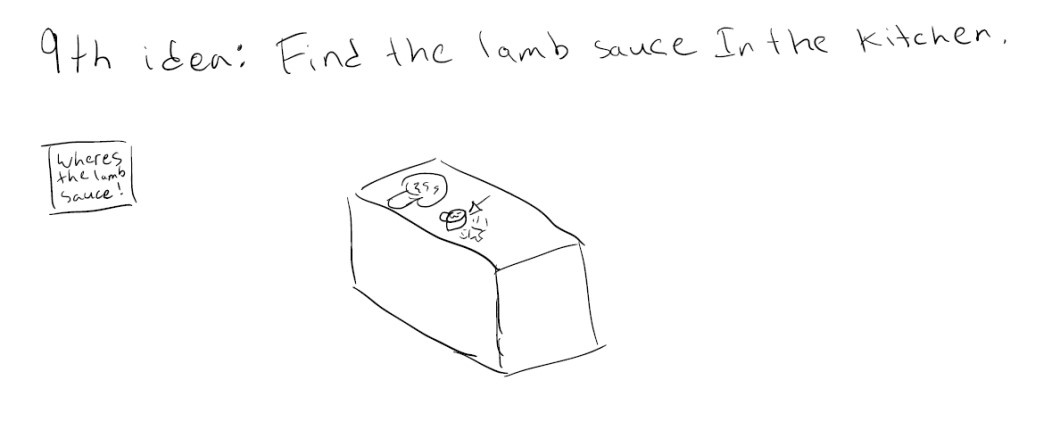 9th idea: Find the lamb sauce In the kitchen.
Wheres
the lamb
sauce!